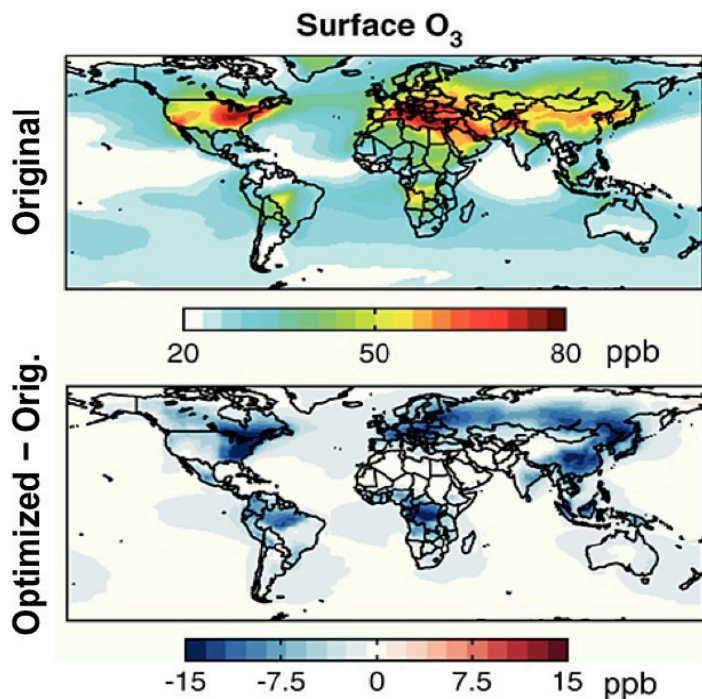 Surface O₃
Original
20 50 80 ppb
Optimized – Orig.
-15 -7.5 0 7.5 15 ppb